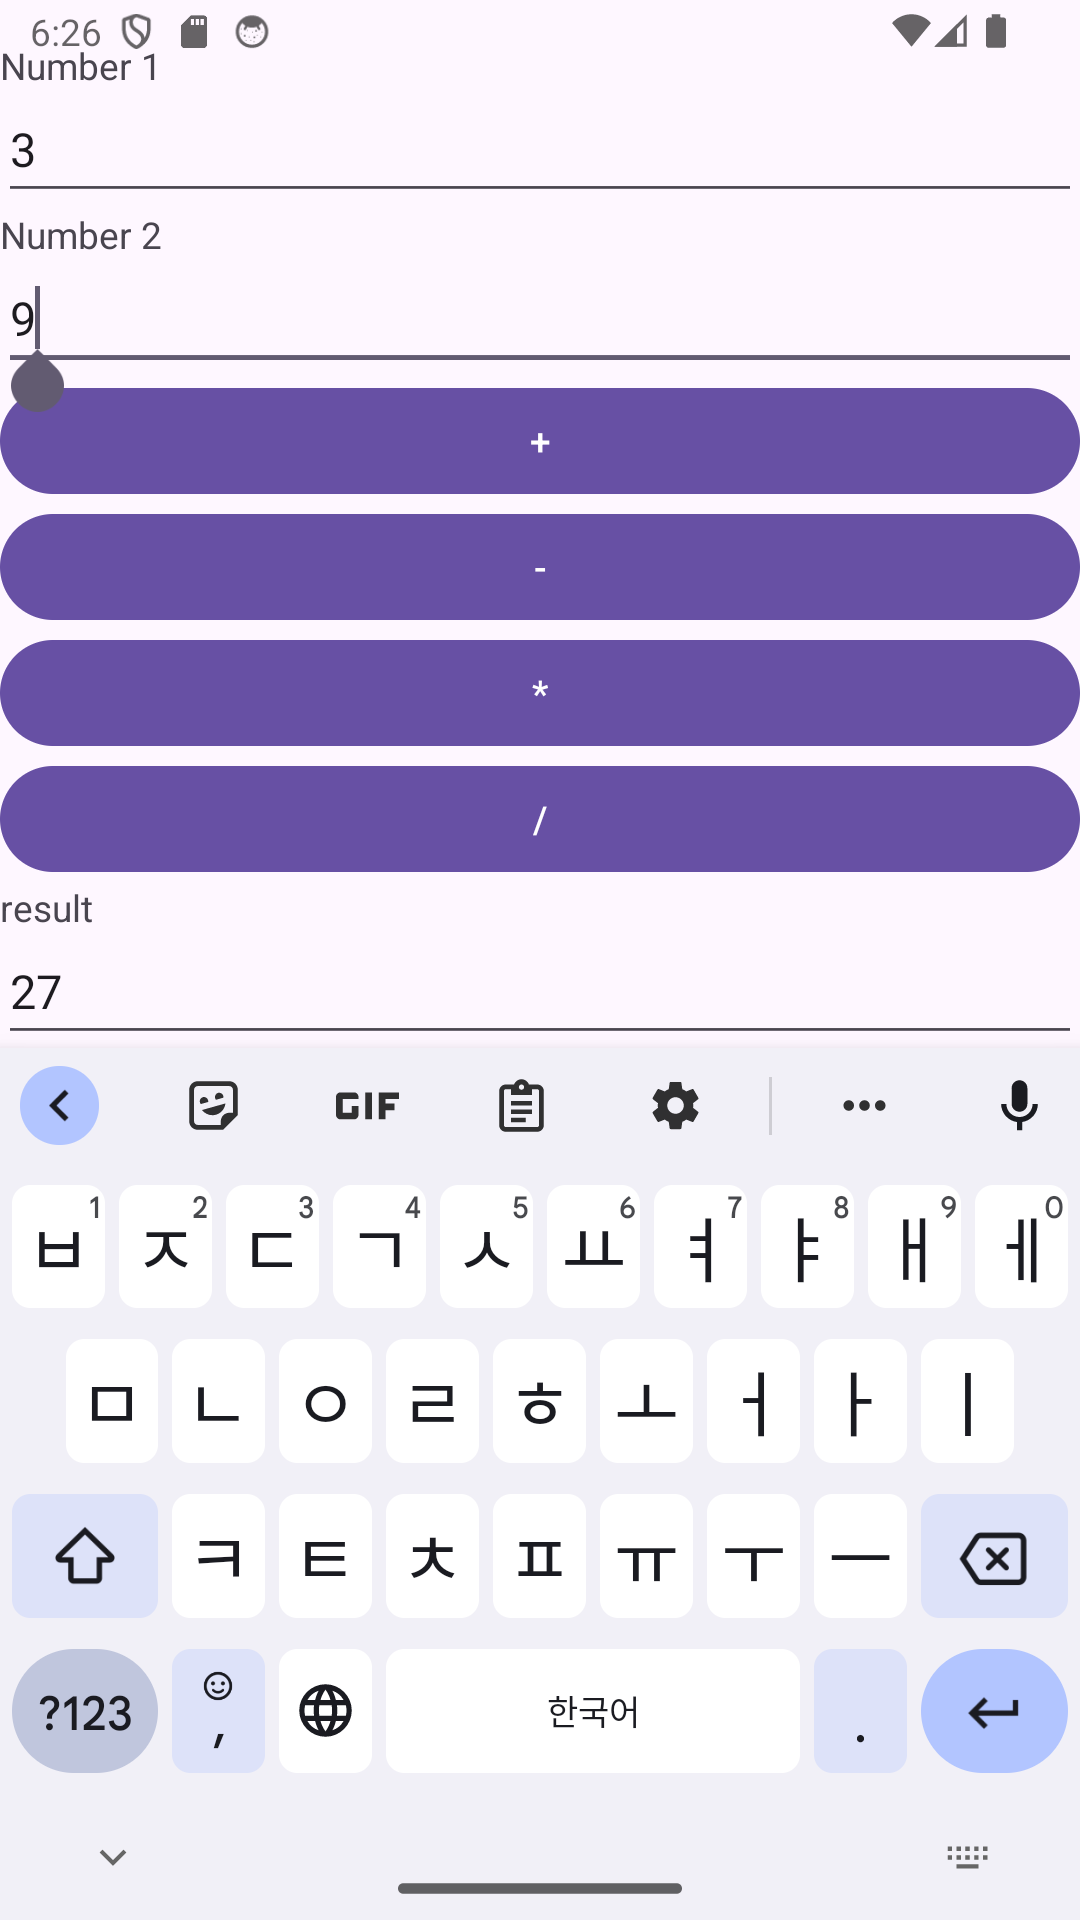 6:26
Number 1
3
Number 2
9
+
-
*
/
result
27
GIF
ㅂ 1 ㅈ 2 ㄷ 3 ㄱ 4 ㅅ 5 ㅛ 6 ㅕ 7 ㅑ 8 ㅐ 9 ㅔ 0
ㅁ ㄴ ㅇ ㄹ ㅎ ㅗ ㅓ ㅏ ㅣ
ㅋ ㅌ ㅊ ㅍ ㅠ ㅜ ㅡ
?123 , 한국어 .